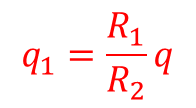 q₁ = R₁/R₂ q